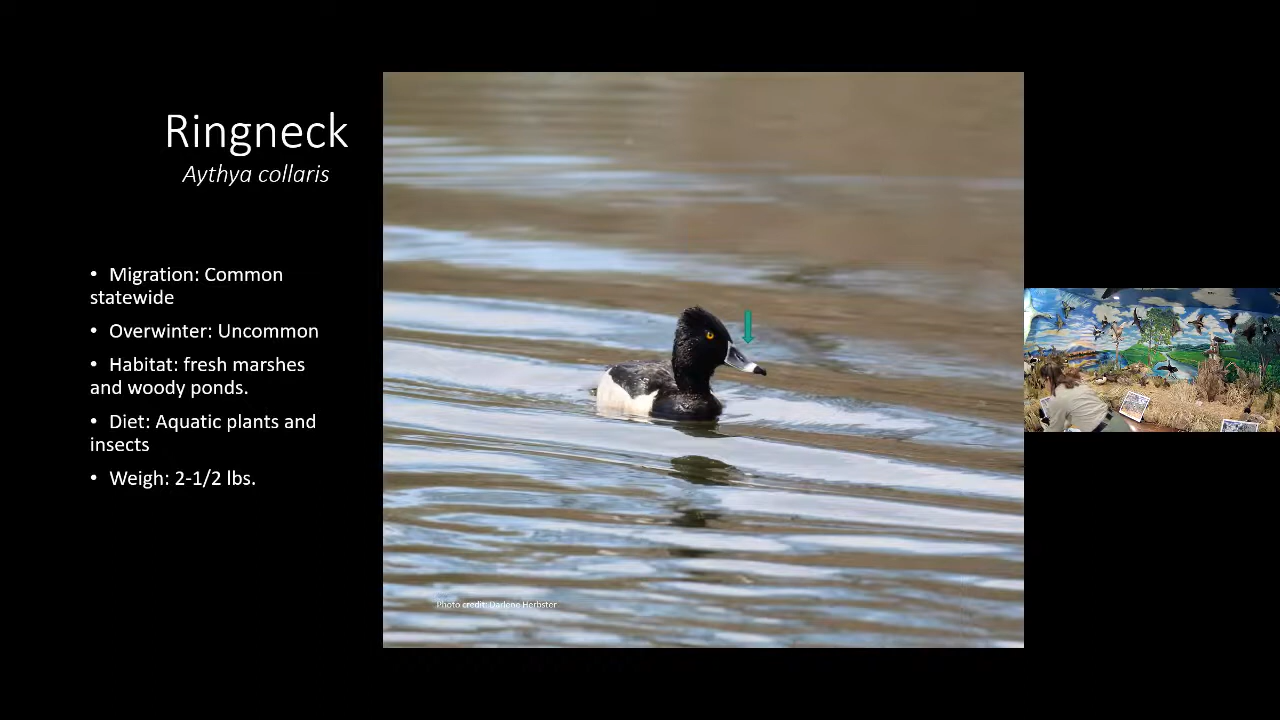 Ringneck
Aythya collaris
• Migration: Common
statewide
• Overwinter: Uncommon
• Habitat: fresh marshes
and woody ponds.
• Diet: Aquatic plants and
insects
• Weigh: 2-1/2 lbs.
Photo credit: Darlene Herbster